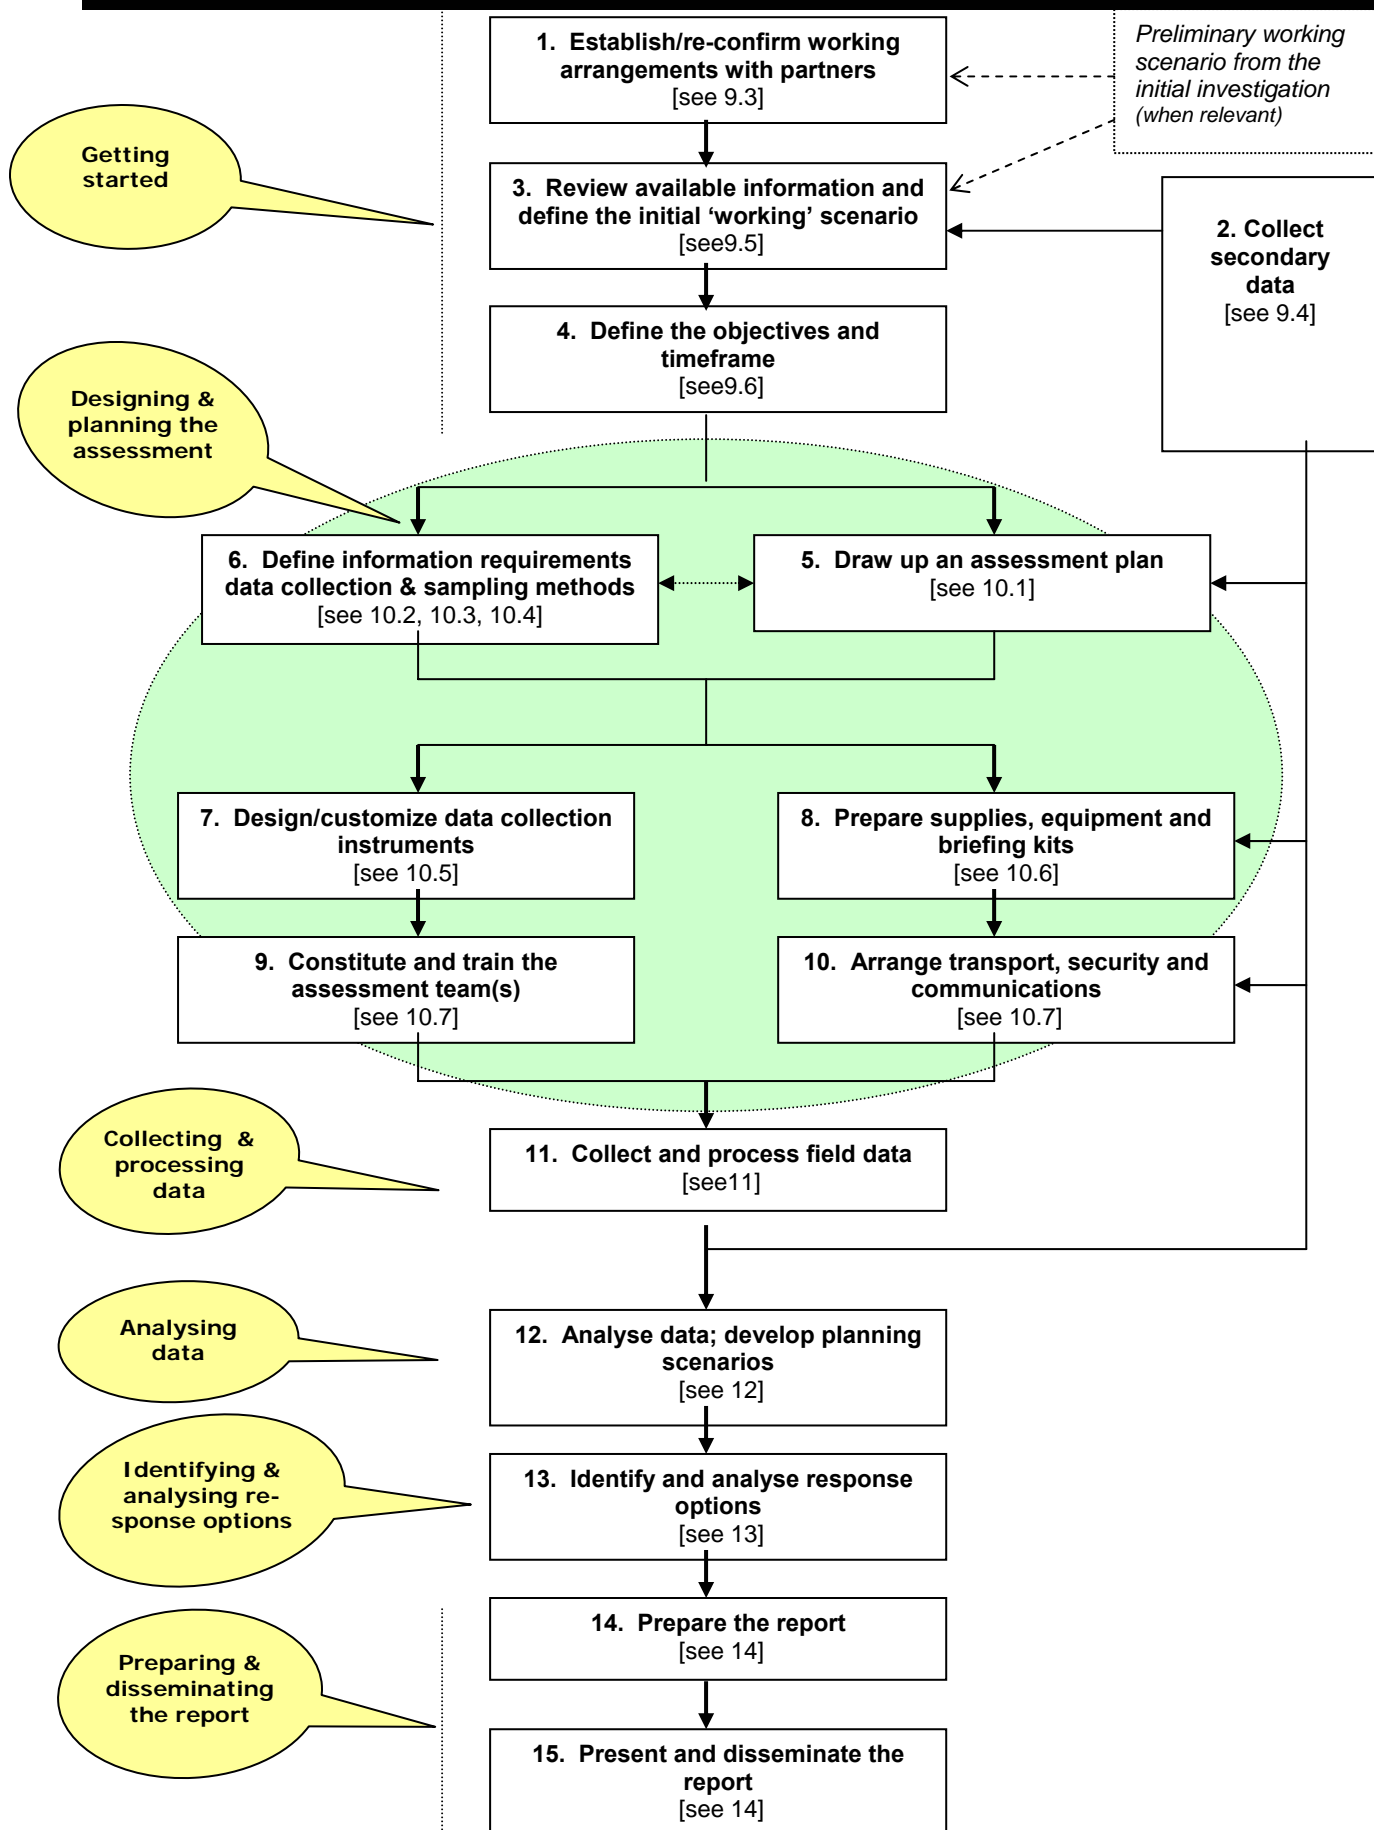 1. Establish/re-confirm working
arrangements with partners
[see 9.3]
Preliminary working
scenario from the
initial investigation
(when relevant)
Getting
started
3. Review available information and
define the initial ‘working’ scenario
[see9.5]
2. Collect
secondary
data
[see 9.4]
4. Define the objectives and
timeframe
[see9.6]
Designing &
planning the
assessment
6. Define information requirements
data collection & sampling methods
[see 10.2, 10.3, 10.4]
5. Draw up an assessment plan
[see 10.1]
7. Design/customize data collection
instruments
[see 10.5]
8. Prepare supplies, equipment and
briefing kits
[see 10.6]
9. Constitute and train the
assessment team(s)
[see 10.7]
10. Arrange transport, security and
communications
[see 10.7]
Collecting &
processing
data
11. Collect and process field data
[see11]
Analysing
data
12. Analyse data; develop planning
scenarios
[see 12]
Identifying &
analysing re-
sponse options
13. Identify and analyse response
options
[see 13]
14. Prepare the report
[see 14]
Preparing &
disseminating
the report
15. Present and disseminate the
report
[see 14]